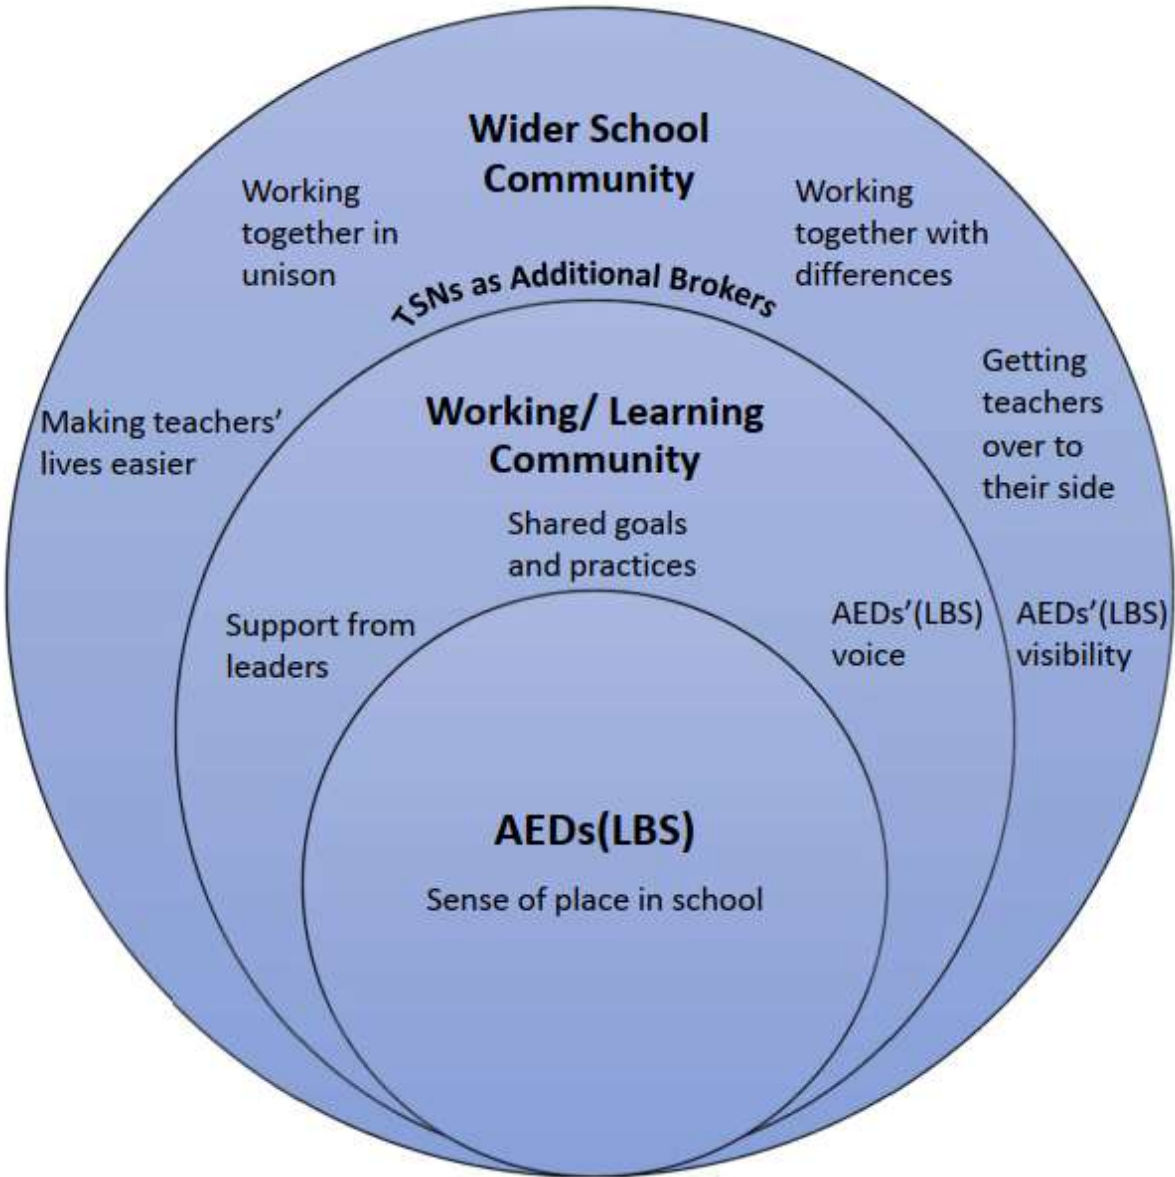 Wider School
Community
Working
together in
unison
Working
together with
differences
TSNs as Additional Brokers
Making teachers’
lives easier
Getting
teachers
over to
their side
Working/ Learning
Community
Shared goals
and practices
Support from
leaders
AEDs’(LBS)
voice
AEDs’(LBS)
visibility
AEDs(LBS)
Sense of place in school